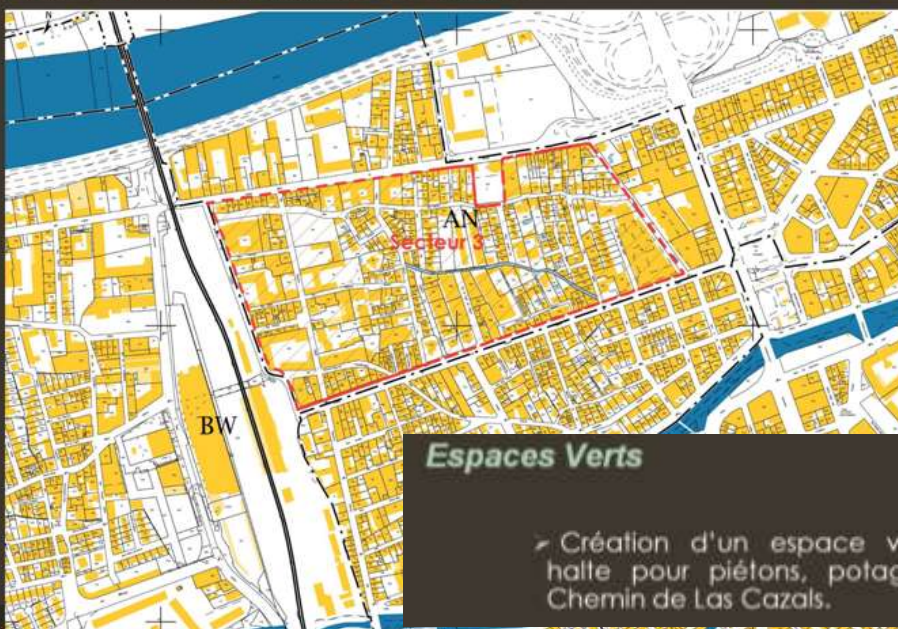 N
AN
Secteur 3
BW
Espaces Verts
➢ Création d'un espace v
halte pour piétons, potag
Chemin de Las Cazals.